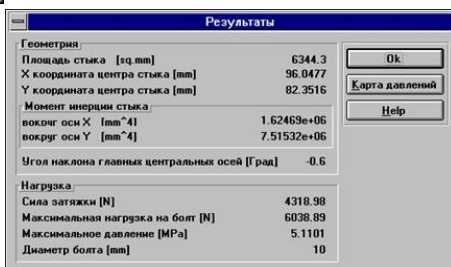 Результаты
Геометрия
Площадь стыка [sq.mm] 6344.3
X координата центра стыка [mm] 96.0477
Y координата центра стыка [mm] 82.3516
Момент инерции стыка
вокруг оси X [mm^4] 1.62469e+06
вокруг оси Y [mm^4] 7.51532e+06
Угол наклона главных центральных осей [Град] -0.6
Нагрузка
Сила затяжки [N] 4318.98
Максимальная нагрузка на болт [N] 6038.89
Максимальное давление [MPa] 5.1101
Диаметр болта [mm] 10
Ok
Карта давлений
Help